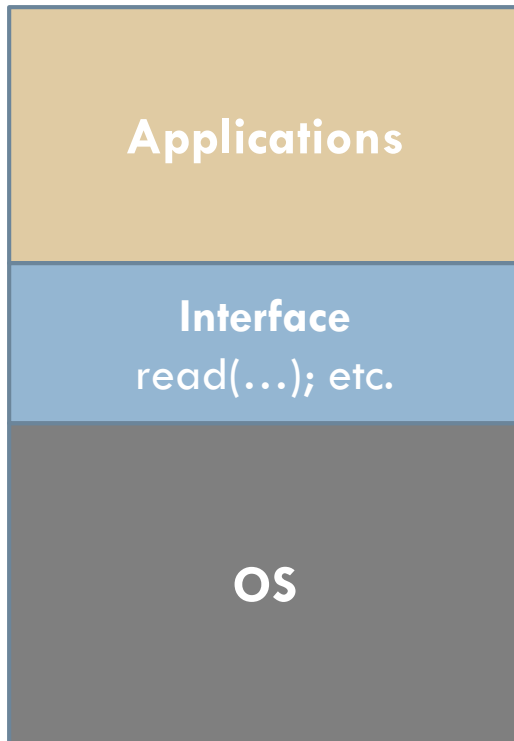 Applications
Interface
read(…); etc.
OS